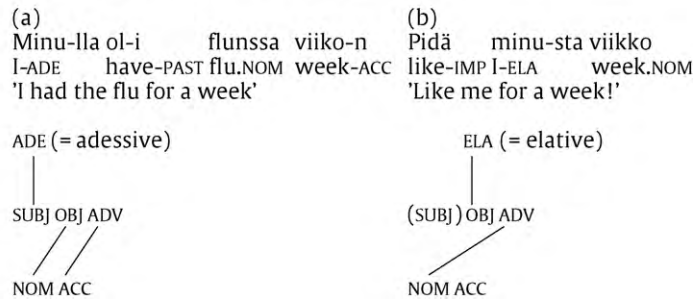 (a) (b)
Minu-lla ol-i flunssa viiko-n Pidä minu-sta viikko
I-ADE have-PAST flu.NOM week-ACC like-IMP I-ELA week.NOM
'I had the flu for a week' 'Like me for a week!'
ADE (= adessive) ELA (= elative)
SUBJ OBJ ADV (SUBJ) OBJ ADV
NOM ACC NOM ACC